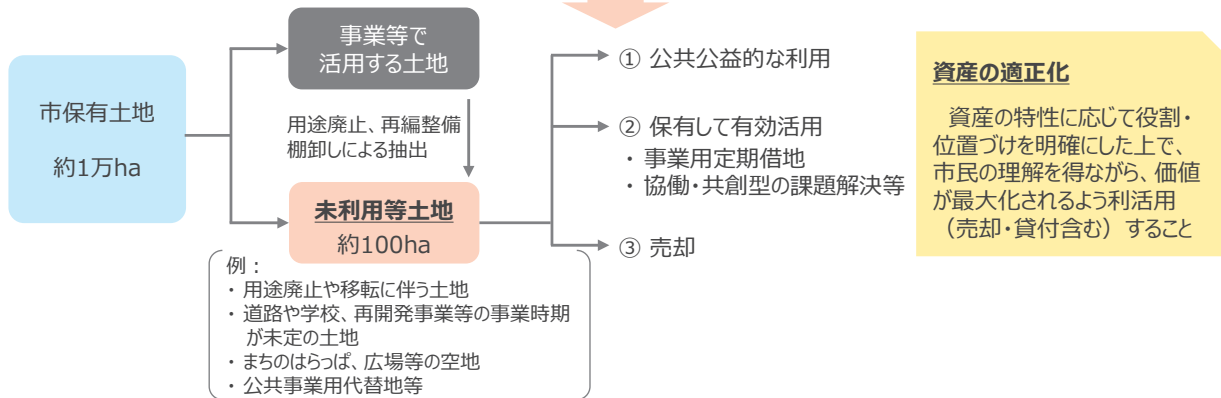 市保有土地
約1万ha
事業等で
活用する土地
用途廃止、再編整備
棚卸しによる抽出
未利用等土地
約100ha
例：
・用途廃止や移転に伴う土地
・道路や学校、再開発事業等の事業時期
が未定の土地
・まちのはらっぱ、広場等の空地
・公共事業用代替地等
① 公共公益的な利用
② 保有して有効活用
・事業用定期借地
・協働・共創型の課題解決等
③ 売却
資産の適正化
資産の特性に応じて役割・
位置づけを明確にした上で、
市民の理解を得ながら、価値
が最大化されるよう利活用
（売却・貸付含む）すること